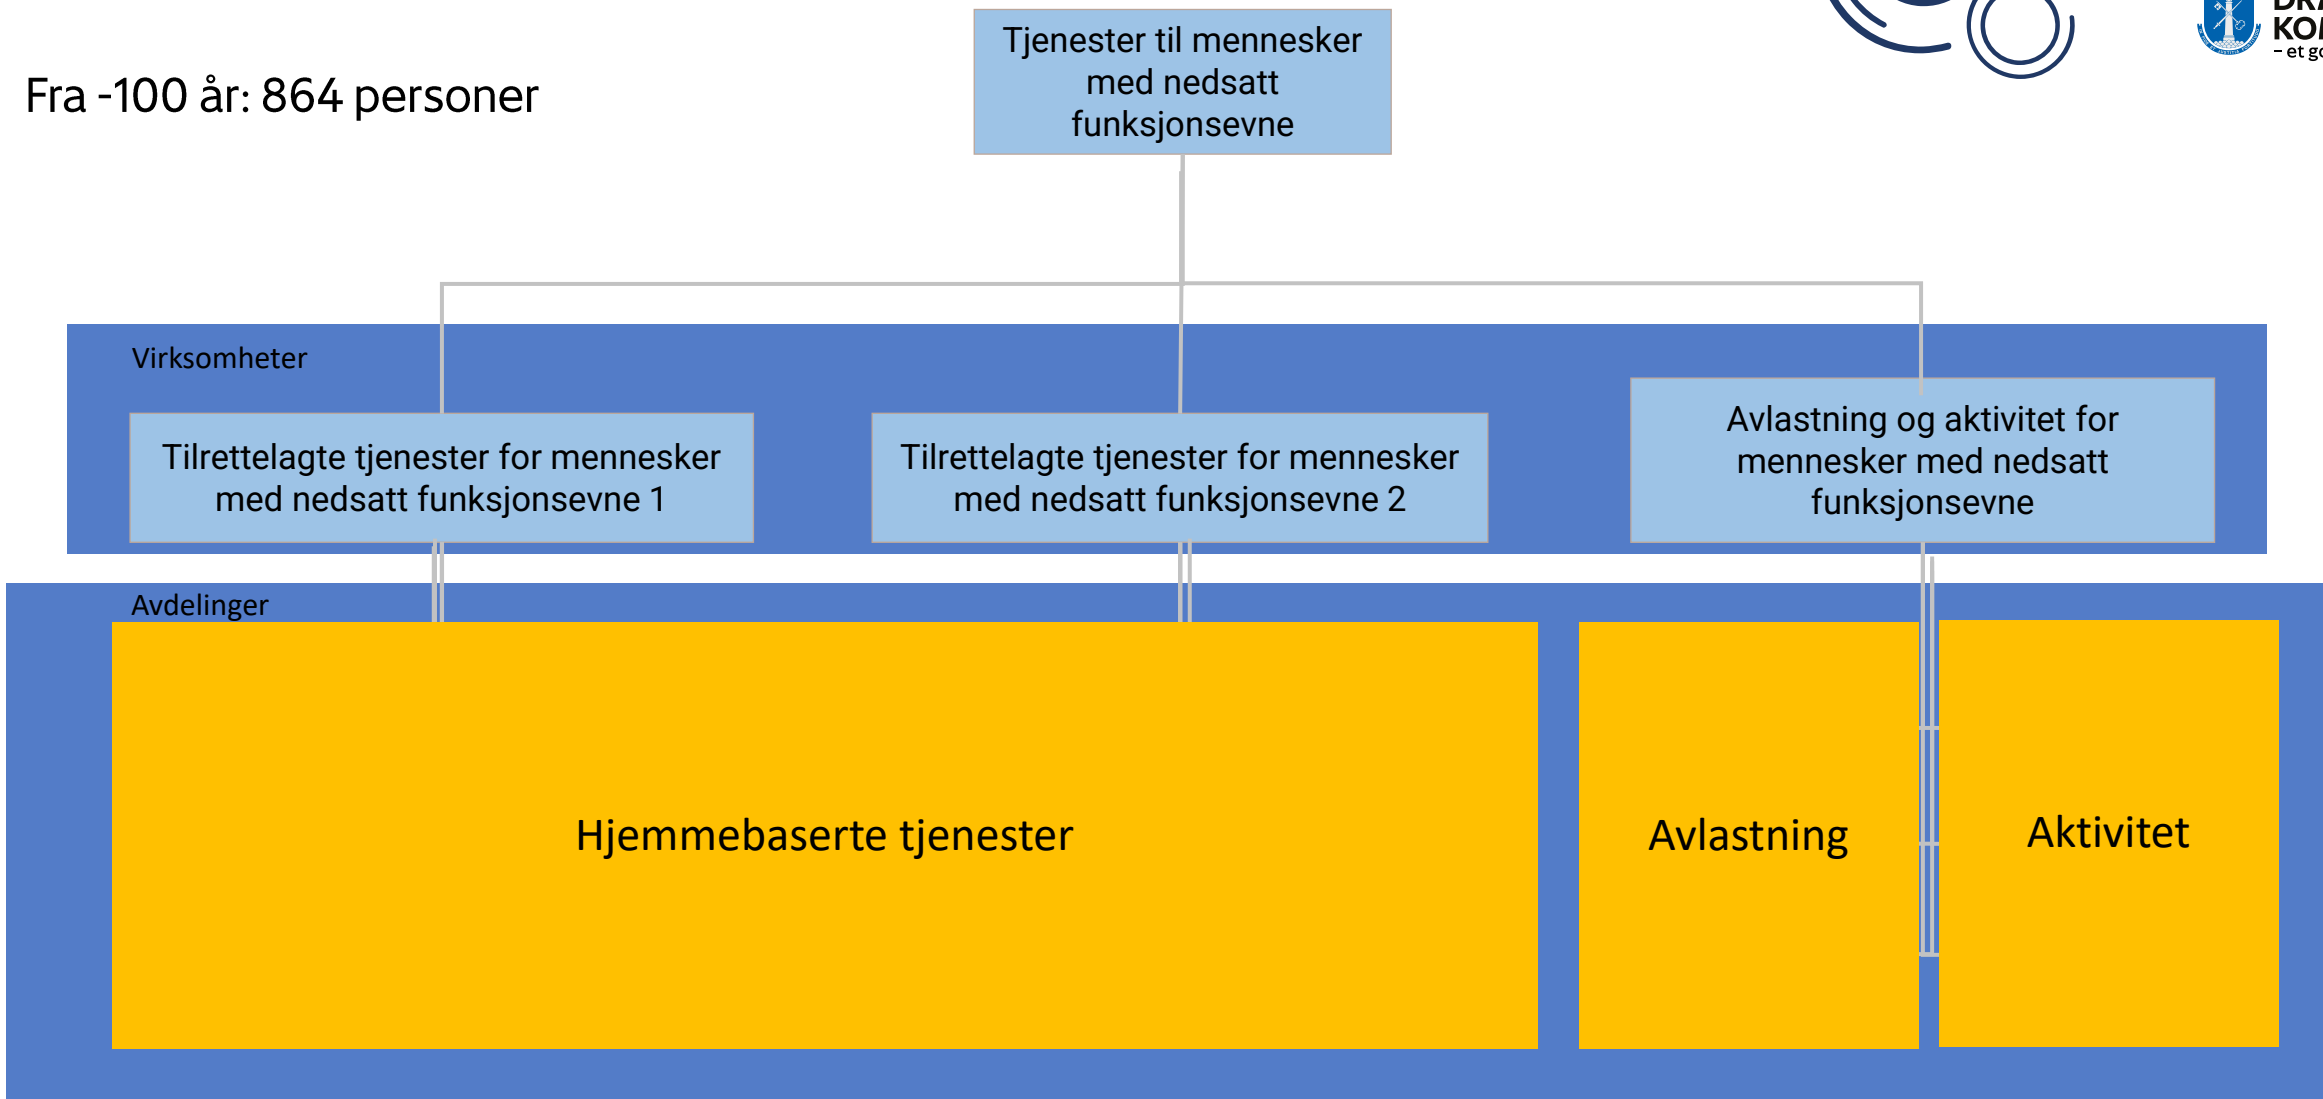 Tjenester til mennesker
med nedsatt
funksjonsevne
Fra -100 år: 864 personer
Virksomheter
Tilrettelagte tjenester for mennesker
med nedsatt funksjonsevne 1
Tilrettelagte tjenester for mennesker
med nedsatt funksjonsevne 2
Avlastning og aktivitet for
mennesker med nedsatt
funksjonsevne
Avdelinger
Hjemmebaserte tjenester
Avlastning
Aktivitet